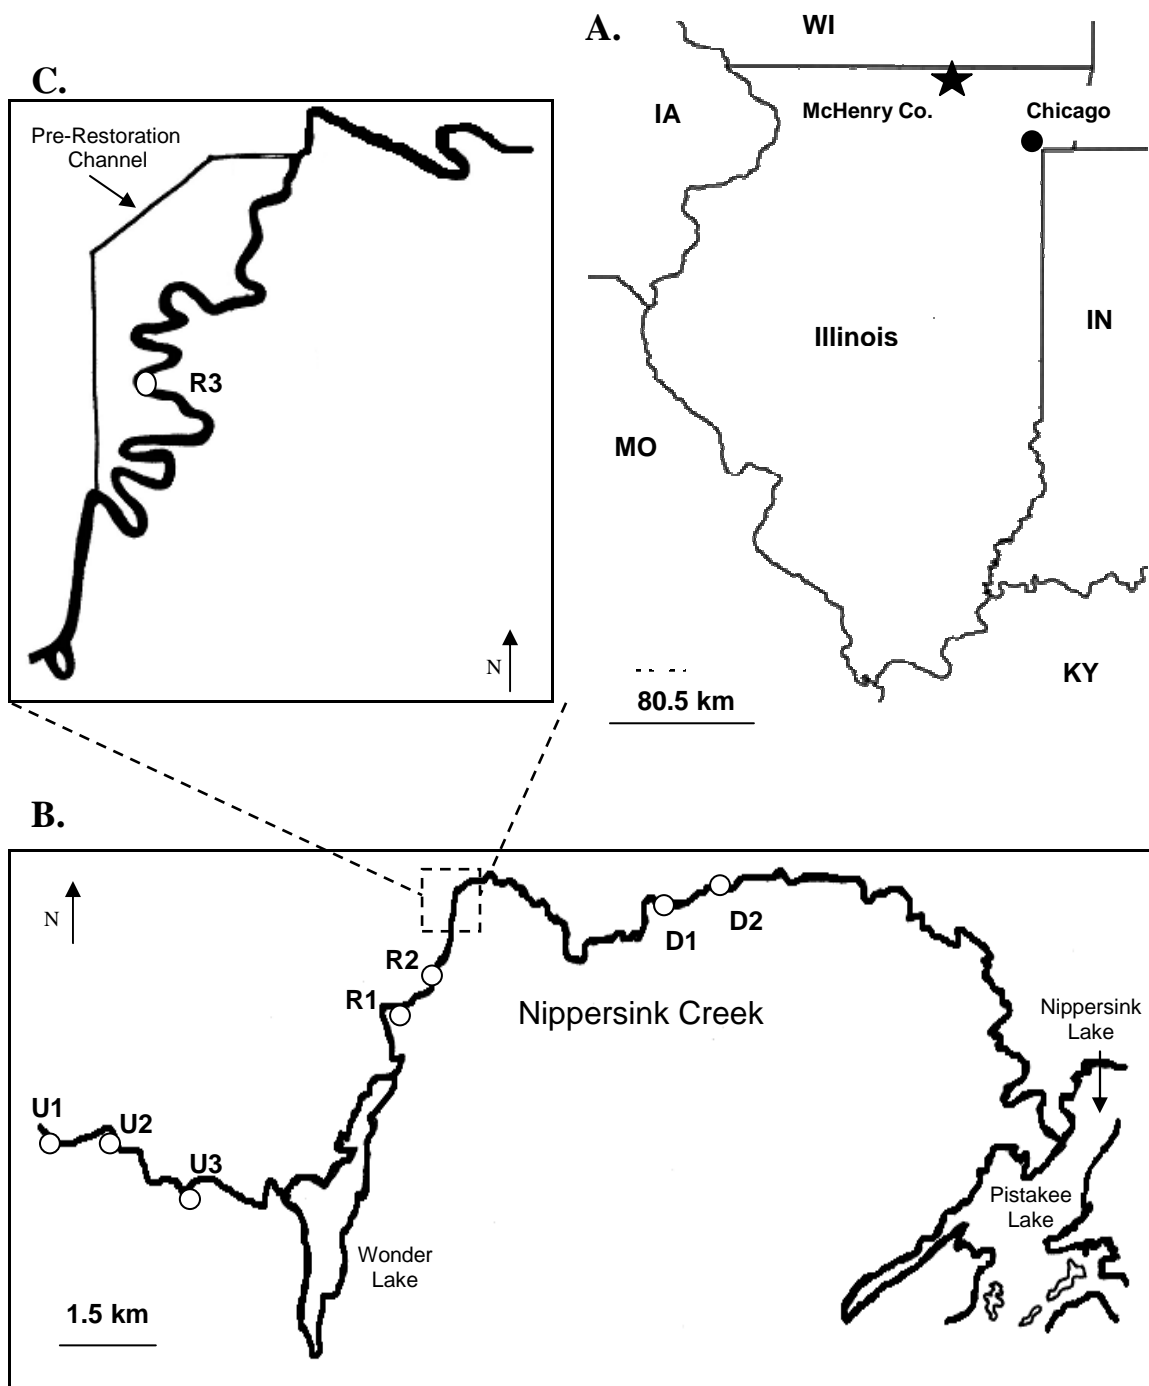 A.
WI
IA
McHenry Co.
Chicago
Illinois
IN
MO
KY
80.5 km
C.
Pre-Restoration
Channel
R3
N
B.
N
R2
R1
D1
D2
Nippersink Creek
Nippersink
Lake
U1
U2
U3
Wonder
Lake
Pistakee
Lake
1.5 km